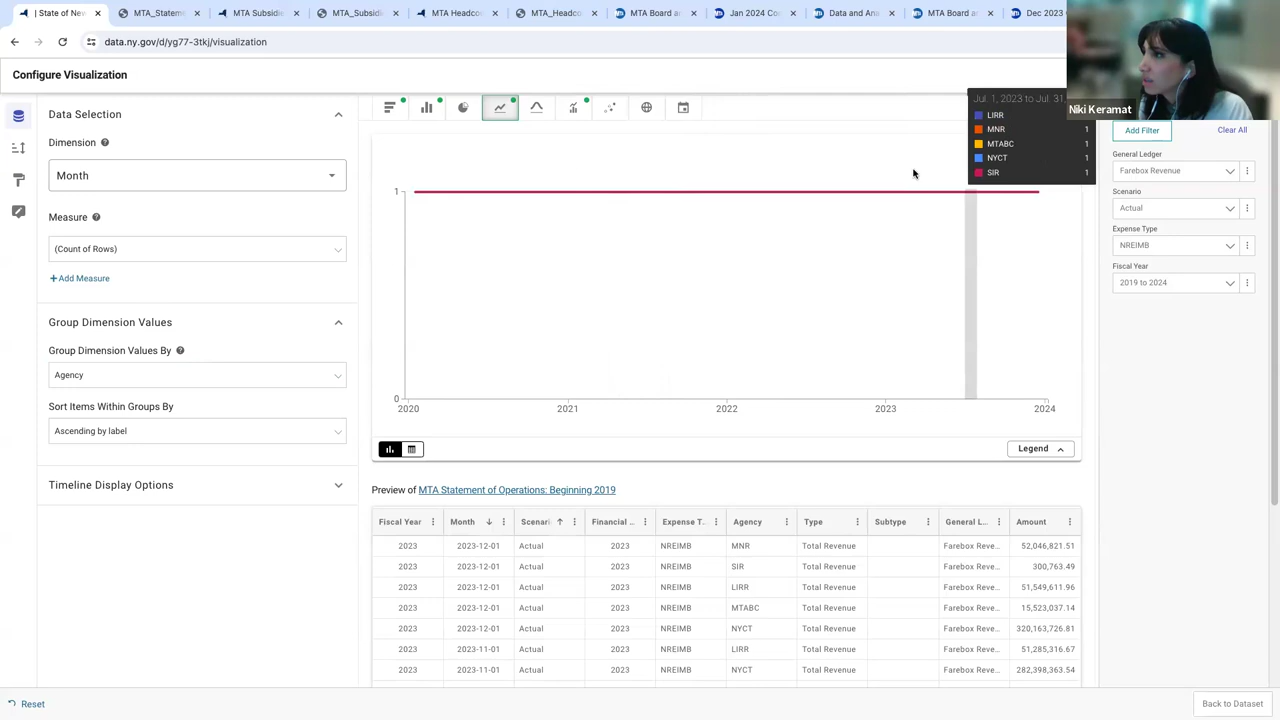 State of New
MTA_Statem
MTA Subsidi
MTA_Subsidi
MTA Headco
MTA_Headco
MTA Board an
Jan 2024 Co
Data and An
MTA Board an
Dec 2023
data.ny.gov/d/yg77-3tkj/visualization
Configure Visualization
Niki Keramat
Data Selection
Dimension
Month
Measure
(Count of Rows)
+ Add Measure
Group Dimension Values
Group Dimension Values By
Agency
Sort Items Within Groups By
Ascending by label
Timeline Display Options
Jul. 1, 2023 to Jul. 31,
LIRR
MNR 1
MTABC 1
NYCT 1
SIR 1
1
0
2020 2021 2022 2023 2024
Legend
Preview of MTA Statement of Operations: Beginning 2019
Fiscal Year Month Scenari Financial ... Expense T... Agency Type Subtype General L... Amount
2023 2023-12-01 Actual 2023 NREIMB MNR Total Revenue Farebox Reve... 52,046,821.51
2023 2023-12-01 Actual 2023 NREIMB SIR Total Revenue Farebox Reve... 300,763.49
2023 2023-12-01 Actual 2023 NREIMB LIRR Total Revenue Farebox Reve... 51,549,611.96
2023 2023-12-01 Actual 2023 NREIMB MTABC Total Revenue Farebox Reve... 15,523,037.14
2023 2023-12-01 Actual 2023 NREIMB NYCT Total Revenue Farebox Reve... 320,163,726.81
2023 2023-11-01 Actual 2023 NREIMB LIRR Total Revenue Farebox Reve... 51,285,316.67
2023 2023-11-01 Actual 2023 NREIMB NYCT Total Revenue Farebox Reve... 282,398,363.54
Add Filter
Clear All
General Ledger
Farebox Revenue
Scenario
Actual
Expense Type
NREIMB
Fiscal Year
2019 to 2024
Reset
Back to Dataset